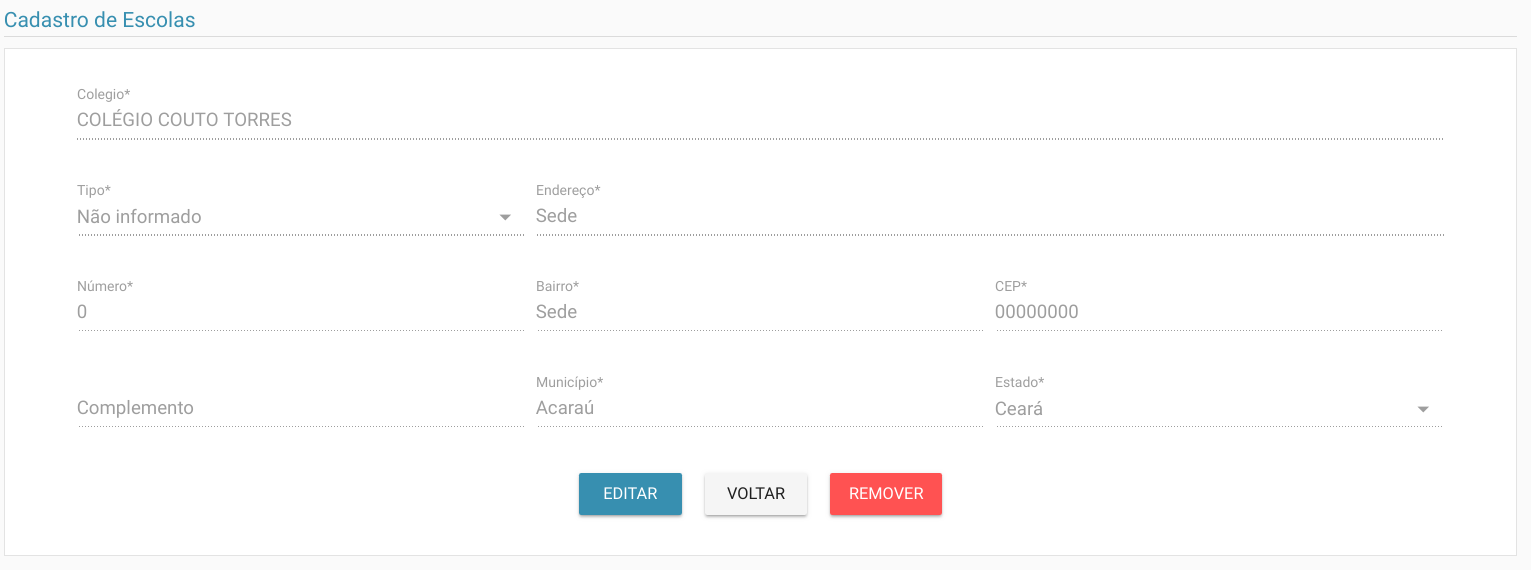 Cadastro de Escolas
Colegio*
COLÉGIO COUTO TORRES
Tipo*
Não informado
Endereço*
Sede
Número*
0
Bairro*
Sede
CEP*
00000000
Complemento
Município*
Acaraú
Estado*
Ceará
EDITAR
VOLTAR
REMOVER